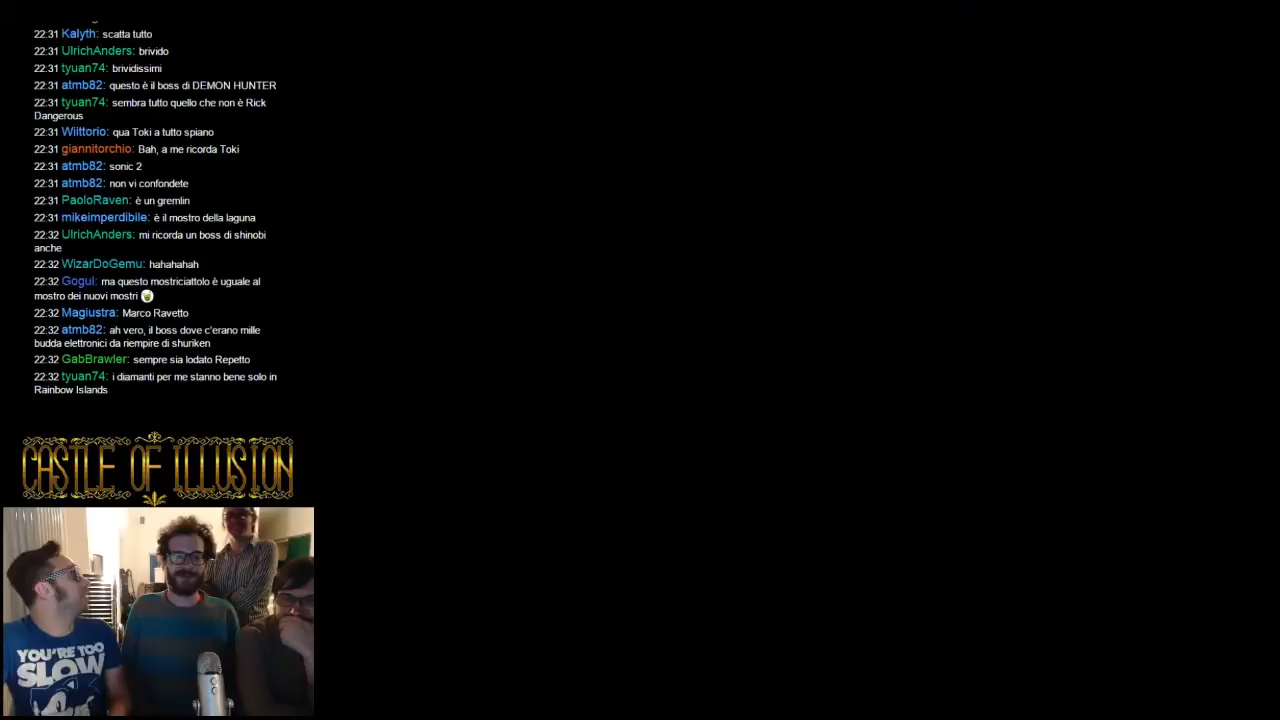 22:31 Kalyth: scatta tutto
22:31 UlrichAnders: brivido
22:31 tyuan74: brividissimi
22:31 atmb82: questo è il boss di DEMON HUNTER
22:31 tyuan74: sembra tutto quello che non è Rick
Dangerous
22:31 Wiittorio: qua Toki a tutto spiano
22:31 giannitorchio: Bah, a me ricorda Toki
22:31 atmb82: sonic 2
22:31 atmb82: non vi confondete
22:31 PaoloRaven: è un gremlin
22:31 mikeimperdibile: è il mostro della laguna
22:32 UlrichAnders: mi ricorda un boss di shinobi
anche
22:32 WizarDoGemu: hahahahah
22:32 Gogul: ma questo mostriciattolo è uguale al
mostro dei nuovi mostri
22:32 Magiustra: Marco Ravetto
22:32 atmb82: ah vero, il boss dove c'erano mille
budda elettronici da riempire di shuriken
22:32 GabBrawler: sempre sia lodato Repetto
22:32 tyuan74: i diamanti per me stanno bene solo in
Rainbow Islands
CASTLE OF ILLUSION
YOU'RE TOO
SLOW